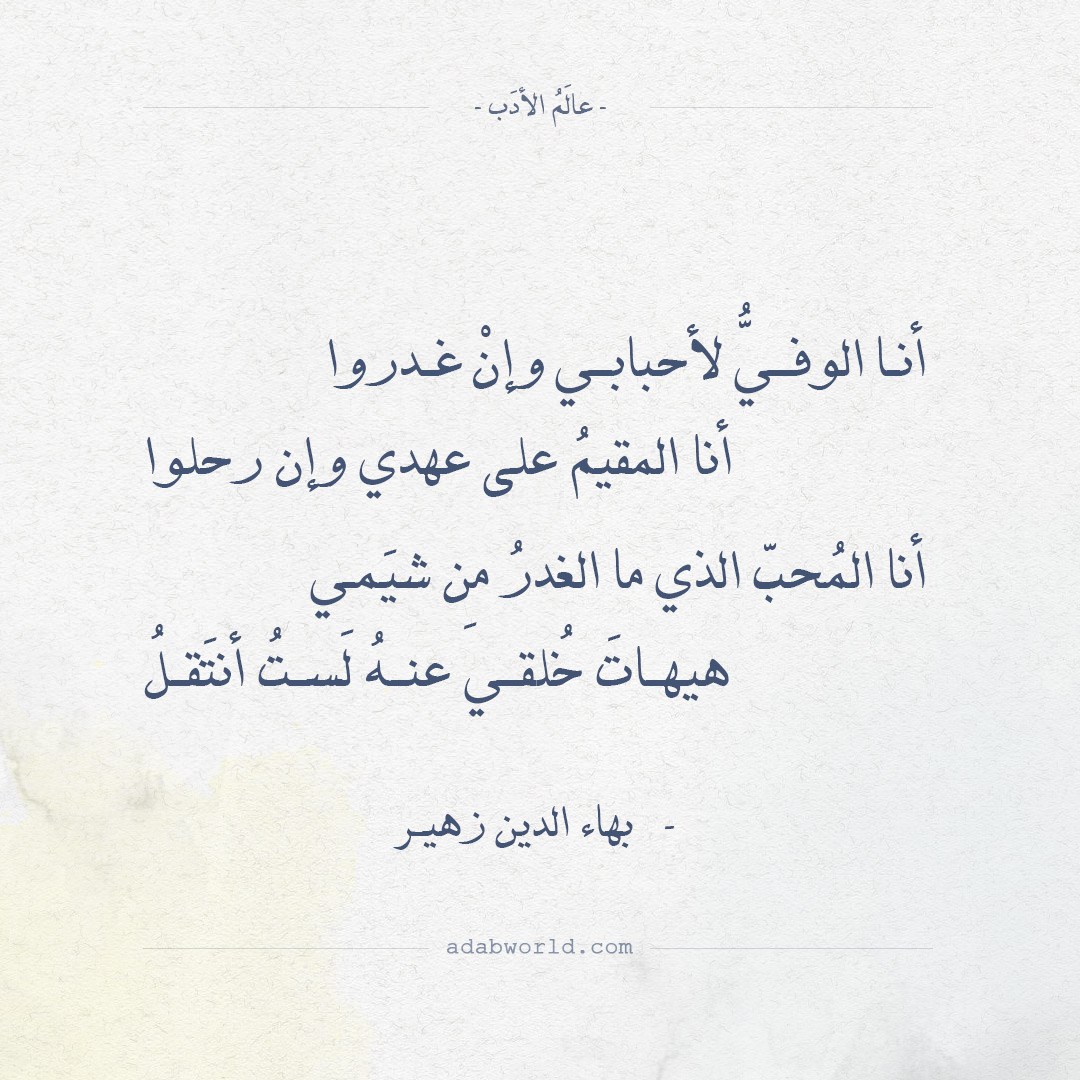 - عالَمُ الأدَب -
أنا الوفيُّ لأحبابي وإنْ غدروا
أنا المقيمُ على عهدي وإن رحلوا
أنا المُحبّ الذي ما الغدرُ مِن شيَمي
هيهاتَ خُلقي عنهُ لَستُ أنتَقلُ
- بهاء الدين زهير
adabworld.com